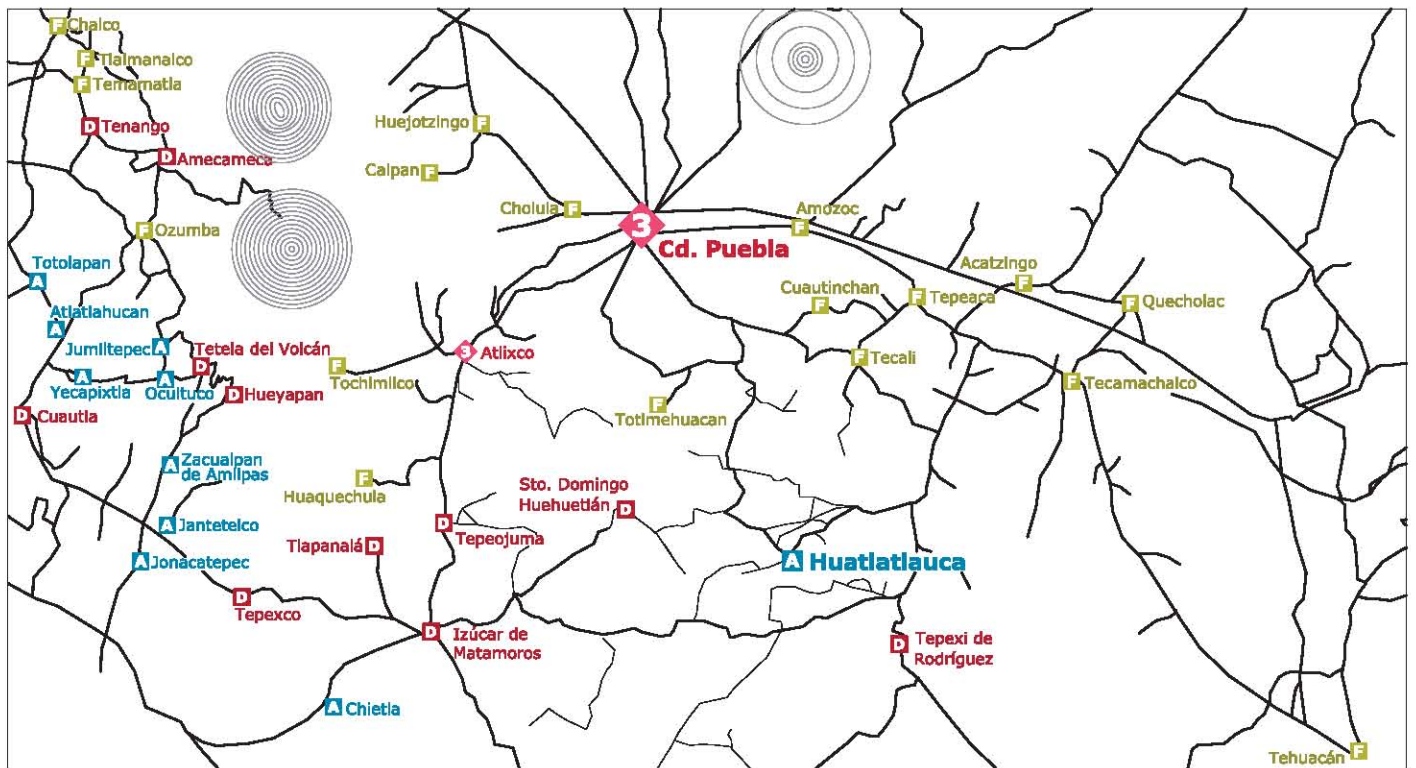 F Chalco
F Tlalmanalco
F Temamatla
D Tenango
D Amecameca
Huejotzingo F
Calpan F
Cholula F
3
Cd. Puebla
Amozoc
F
F Ozumba
Totolapan
A
Atlatlahucan
A
Jumiltepec A
Tetela del Volcán
D
A
Yecapixtla
A
Ocuituco
D Hueyapan
D Cuautla
F
Tochimilco
3 Atlixco
Cuautinchan
F
F Tepeaca
Acatzingo
F
F Quecholac
F Tecali
F
Totimehuacan
F Tecamachalco
A Zacualpan
de Amilpas
F
Huaquechula
Sto. Domingo
Huehuetlán D
A Jantetelco
D
Tepeojuma
Tlapanalá D
A Jonacatepec
A Huatlatlauca
D
Tepexco
D Izúcar de
Matamoros
D Tepexi de
Rodríguez
A Chietla
Tehuacán F